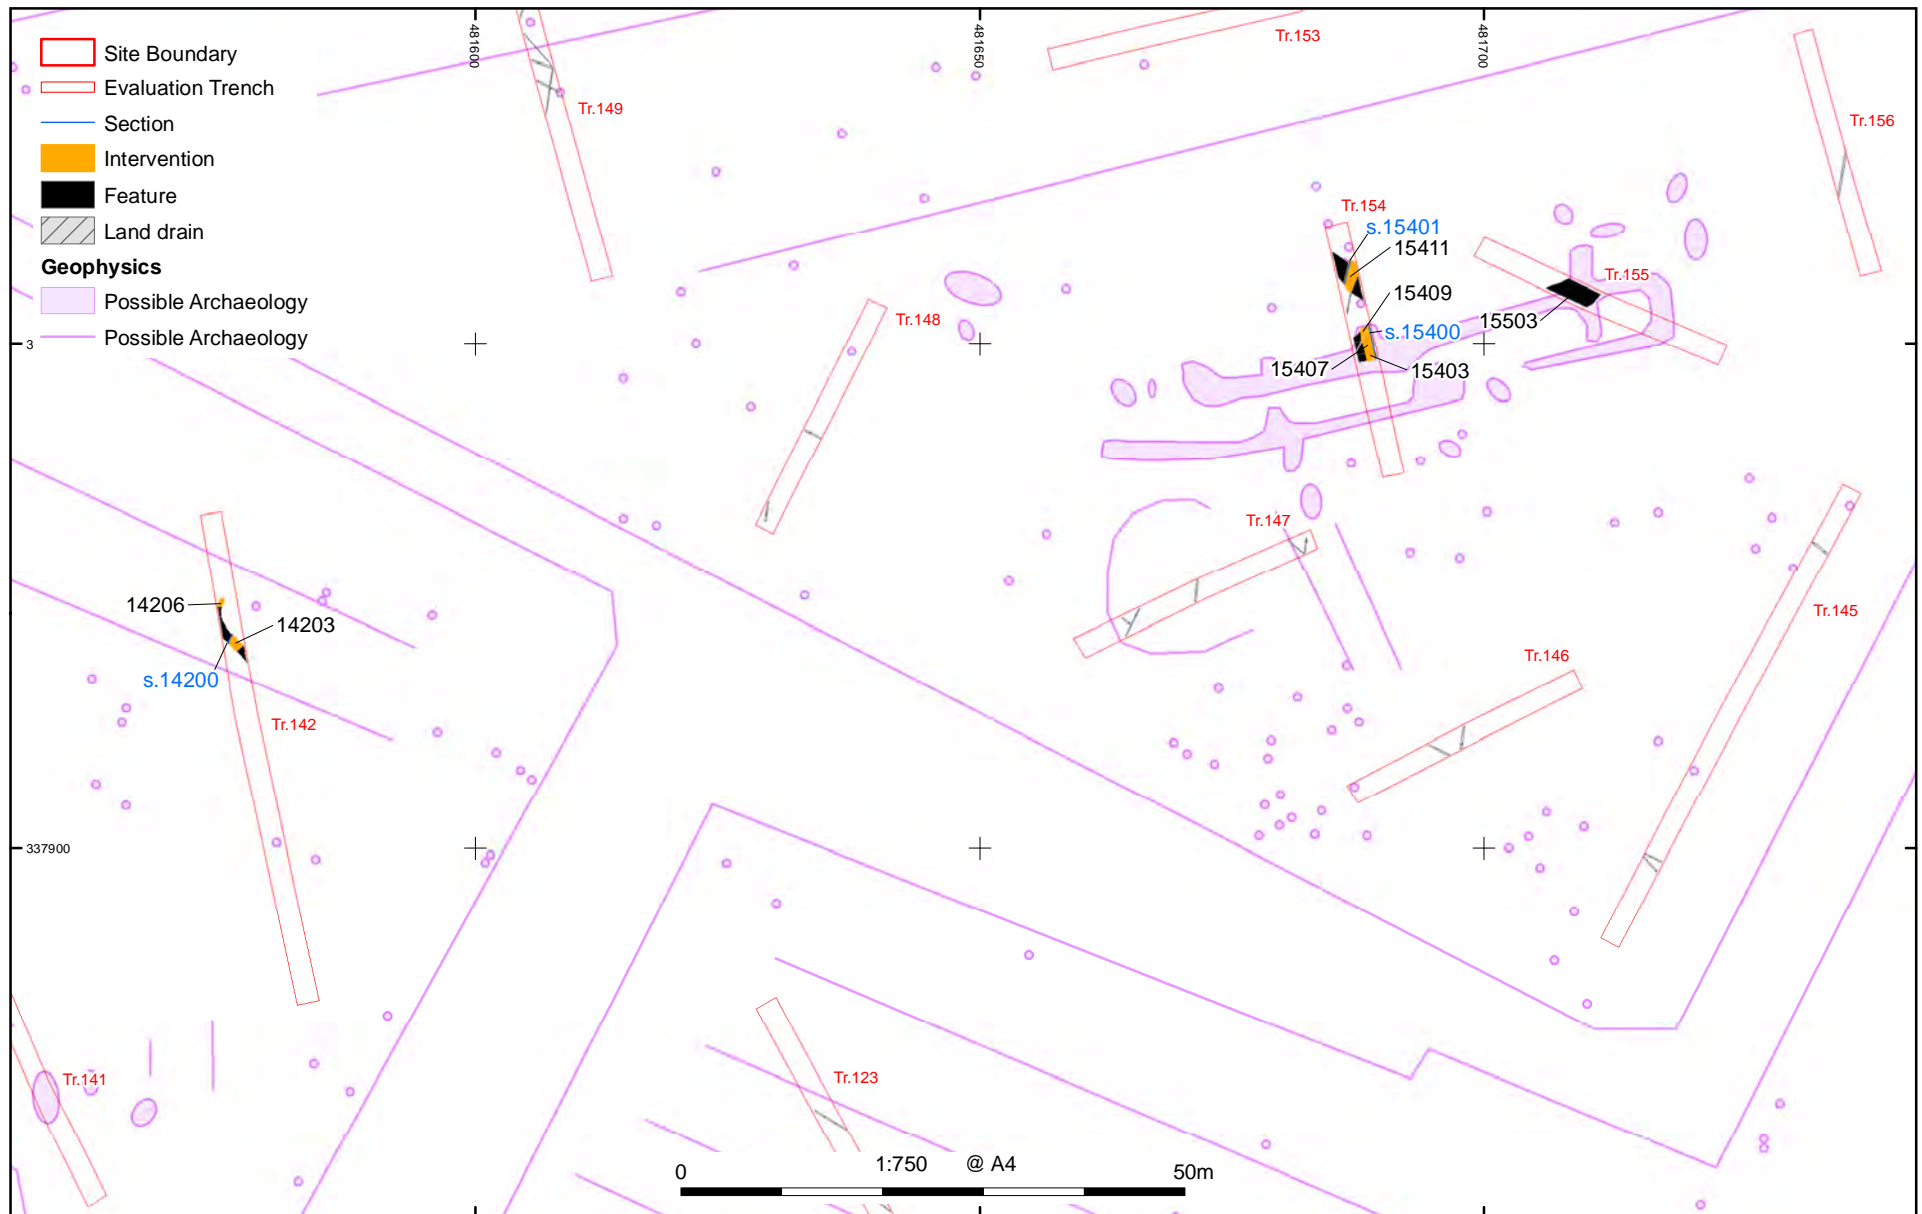 Site Boundary
Evaluation Trench
Section
Intervention
Feature
Land drain
Geophysics
Possible Archaeology
Possible Archaeology
481600
481650
481700
Tr.153
Tr.149
Tr.156
Tr.154
s.15401
15411
Tr.155
15409
15503
s.15400
Tr.148
3
15407
15403
Tr.147
14206
14203
Tr.145
Tr.146
s.14200
Tr.142
337900
Tr.141
Tr.123
1:750 @ A4
0 50m